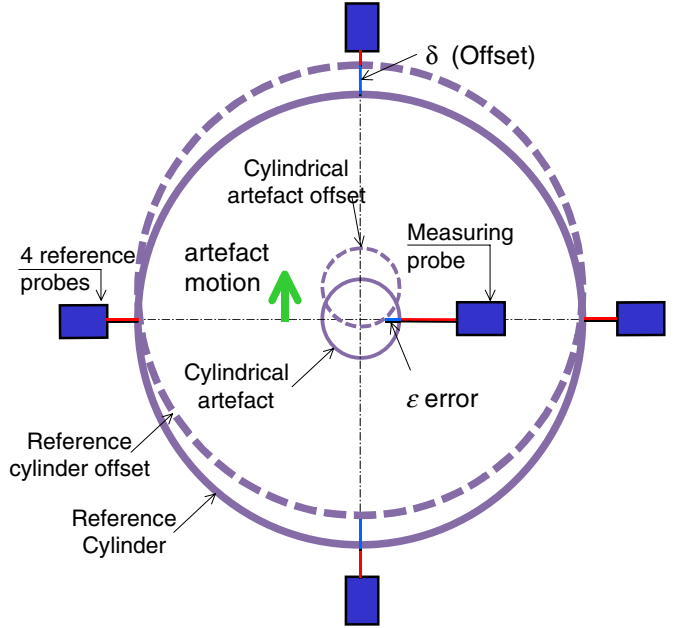 δ (Offset)
Cylindrical
artefact offset
Measuring
probe
4 reference
probes
artefact
motion
Cylindrical
artefact
ε error
Reference
cylinder offset
Reference
Cylinder